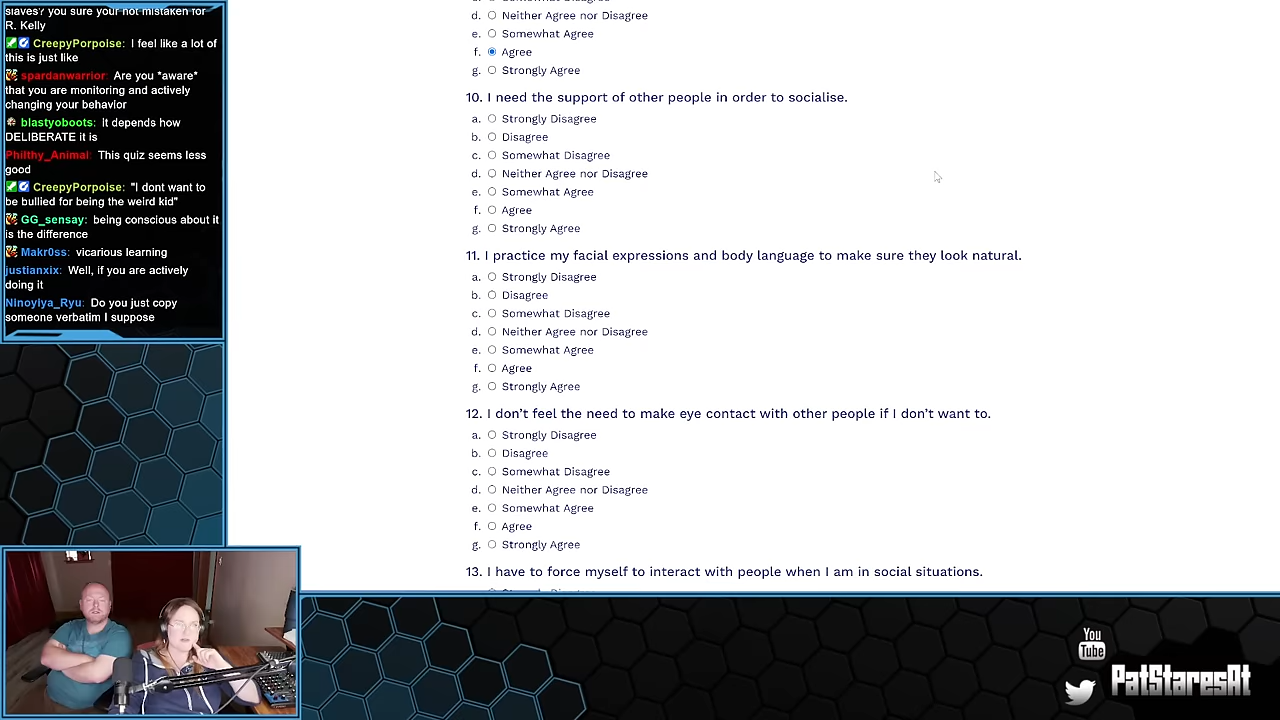 slaves? you sure your not mistaken for
R. Kelly
CreepyPorpoise: I feel like a lot of
this is just like
spardanwarrior: Are you *aware*
that you are monitoring and actively
changing your behavior
blastyoboots: It depends how
DELIBERATE it is
Philthy_Animal: This quiz seems less
good
CreepyPorpoise: "I dont want to
be bullied for being the weird kid"
GG_sensay: being conscious about it
is the difference
Makr0ss: vicarious learning
justianxix: Well, if you are actively
doing it
Ninoyiya_Ryu: Do you just copy
someone verbatim I suppose
d. Neither Agree nor Disagree
e. Somewhat Agree
f. Agree
g. Strongly Agree
10. I need the support of other people in order to socialise.
a. Strongly Disagree
b. Disagree
c. Somewhat Disagree
d. Neither Agree nor Disagree
e. Somewhat Agree
f. Agree
g. Strongly Agree
11. I practice my facial expressions and body language to make sure they look natural.
a. Strongly Disagree
b. Disagree
c. Somewhat Disagree
d. Neither Agree nor Disagree
e. Somewhat Agree
f. Agree
g. Strongly Agree
12. I don’t feel the need to make eye contact with other people if I don’t want to.
a. Strongly Disagree
b. Disagree
c. Somewhat Disagree
d. Neither Agree nor Disagree
e. Somewhat Agree
f. Agree
g. Strongly Agree
13. I have to force myself to interact with people when I am in social situations.
You
Tube
PatStaresAt